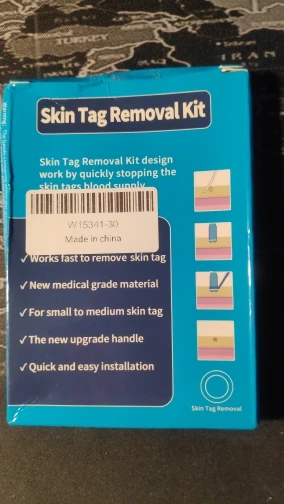 TURKEY
Skin Tag Removal Kit
Skin Tag Removal Kit design
work by quickly stopping the
skin tags blood supply
W15341-30
Made in china
✓ Works fast to remove skin tag
✓ New medical grade material
✓ For small to medium skin tag
✓ The new upgrade handle
✓ Quick and easy installation
Skin Tag Removal